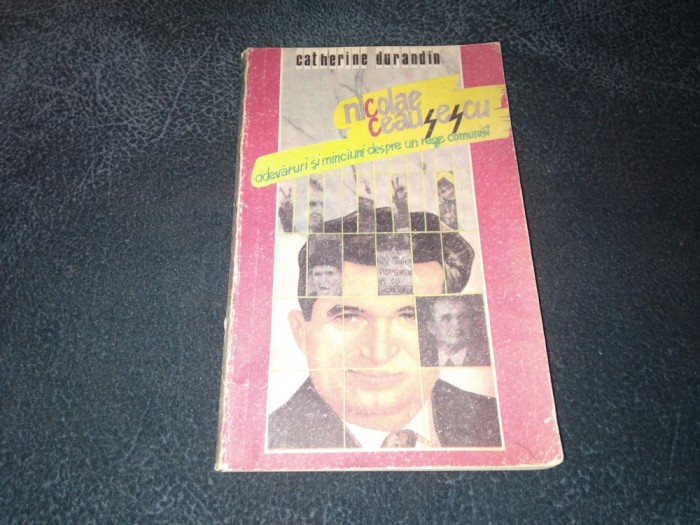 catherine durandin
nicolae
ceaușescu
adevăruri și minciuni despre un rege comunist